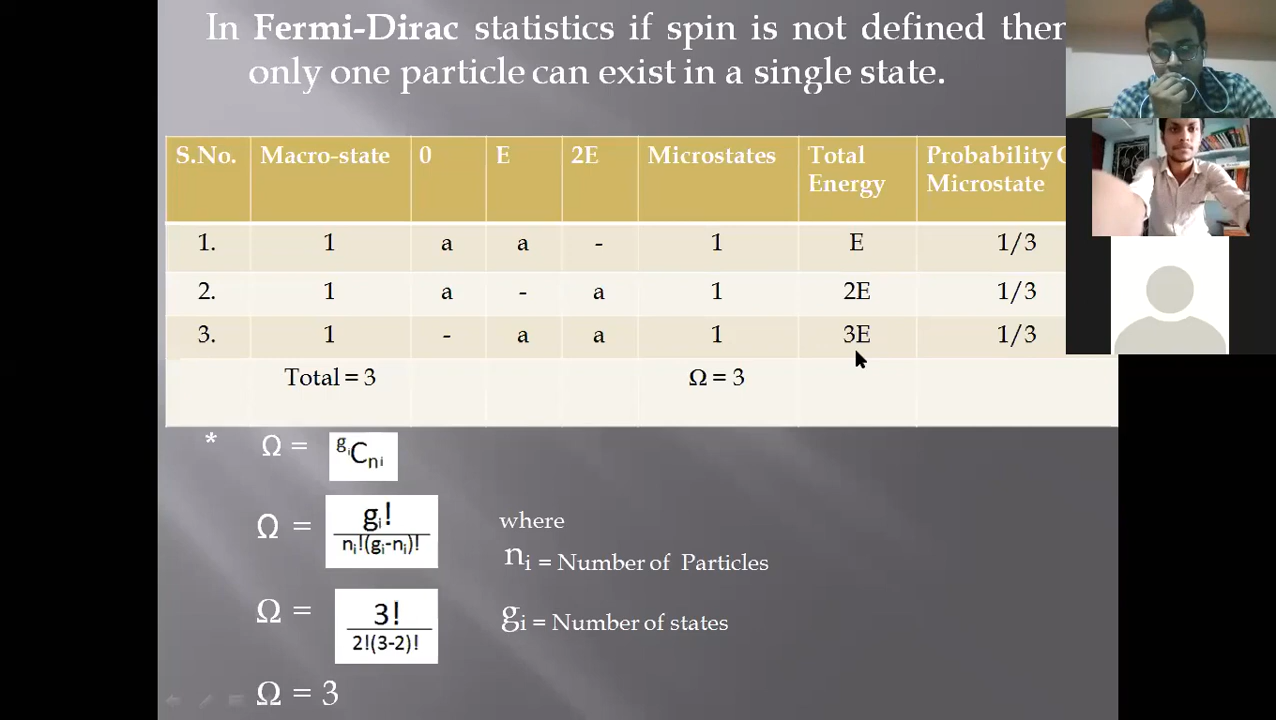 In Fermi-Dirac statistics if spin is not defined
only one particle can exist in a single state.
S.No. Macro-state 0 E 2E Microstates Total Energy Probability Microstate
1. 1 a a - 1 E 1/3
2. 1 a - a 1 2E 1/3
3. 1 - a a 1 3E 1/3
Total = 3 Ω = 3
* Ω = gᵢCnᵢ
Ω = gᵢ! / nᵢ!(gᵢ-nᵢ)!
where
nᵢ = Number of Particles
Ω = 3! / 2!(3-2)!
gᵢ = Number of states
Ω = 3